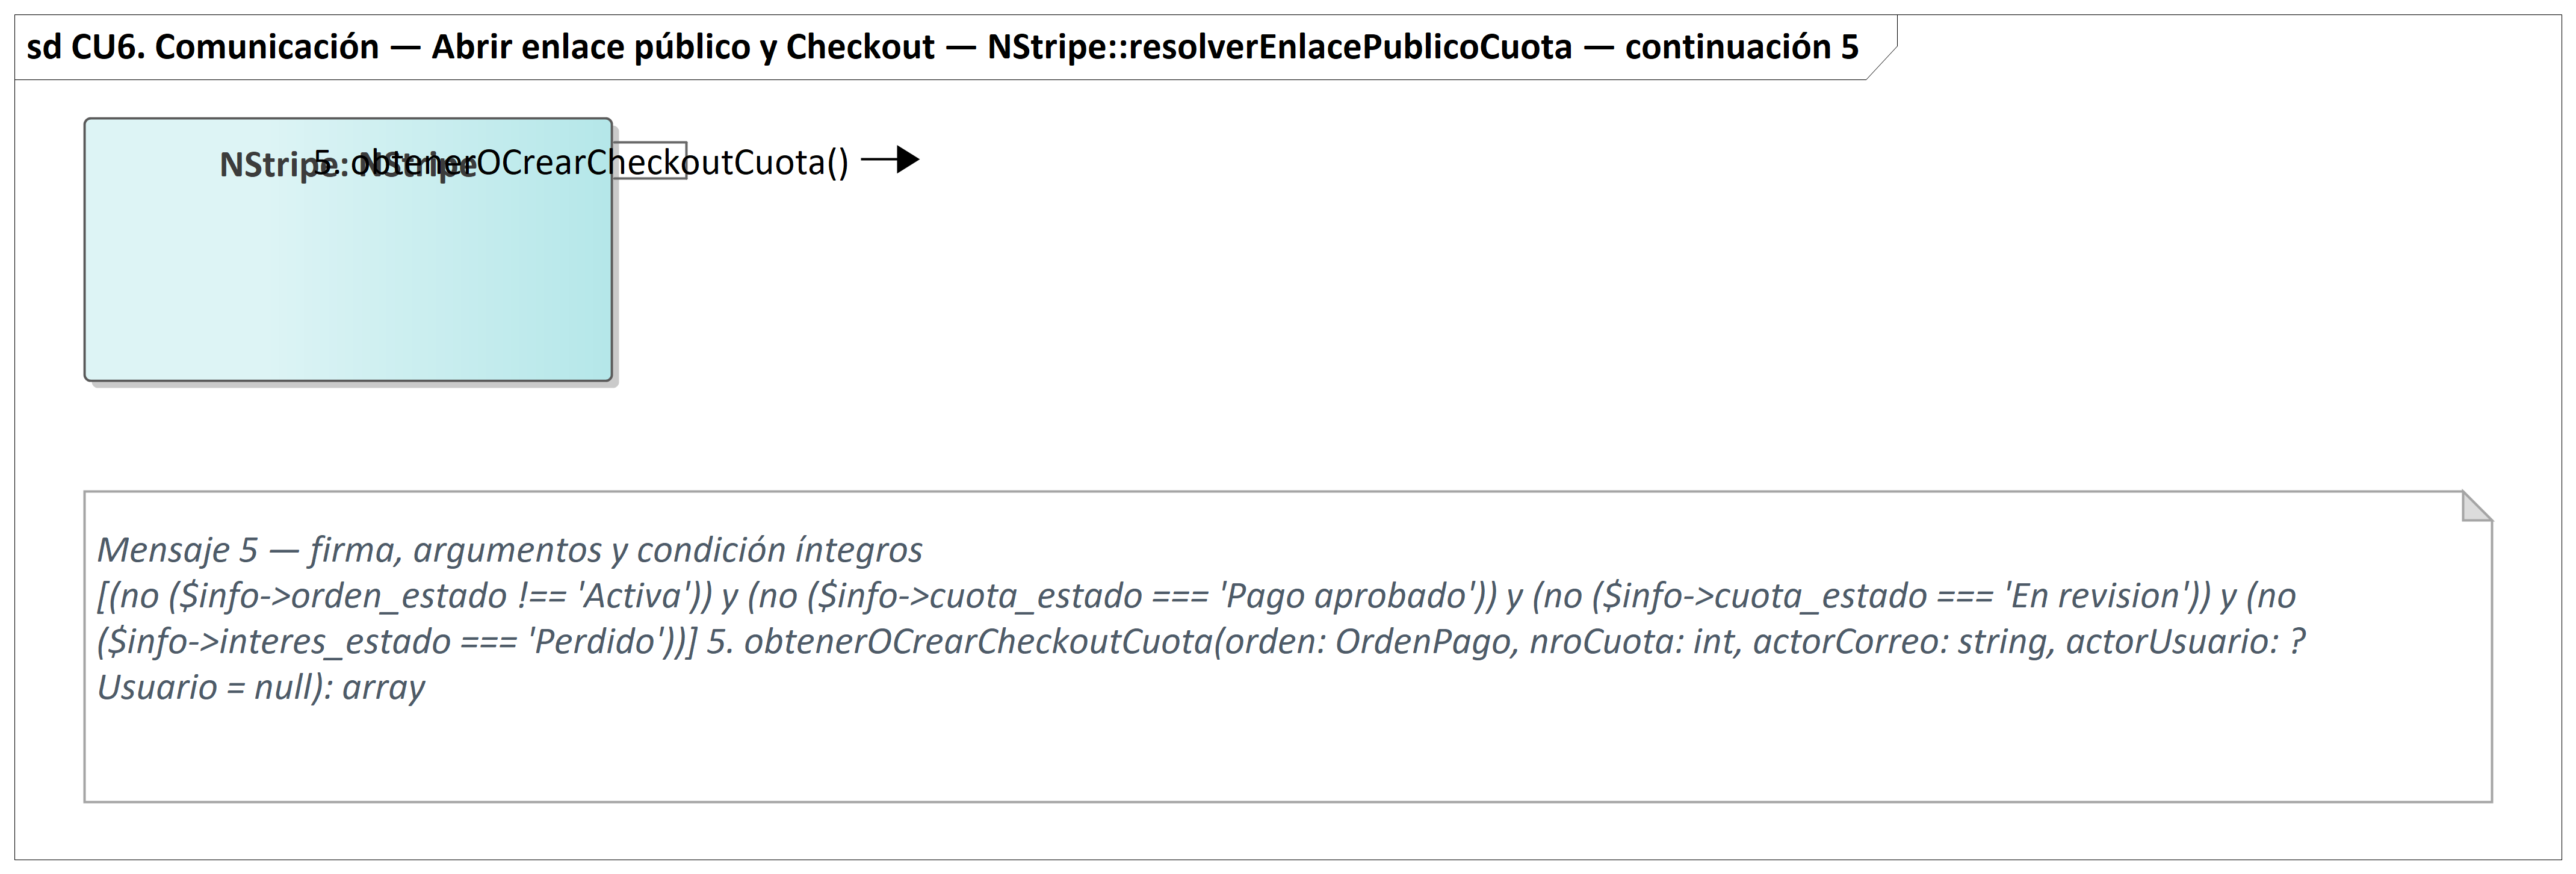 sd CU6. Comunicación — Abrir enlace público y Checkout — NStripe::resolverEnlacePublicoCuota — continuación 5
NStripe: NStripe
5. obtenerOCrearCheckoutCuota()
Mensaje 5 — firma, argumentos y condición íntegros
[(no ($info->orden_estado !== 'Activa')) y (no ($info->cuota_estado === 'Pago aprobado')) y (no ($info->cuota_estado === 'En revision')) y (no
($info->interes_estado === 'Perdido'))] 5. obtenerOCrearCheckoutCuota(orden: OrdenPago, nroCuota: int, actorCorreo: string, actorUsuario: ?
Usuario = null): array